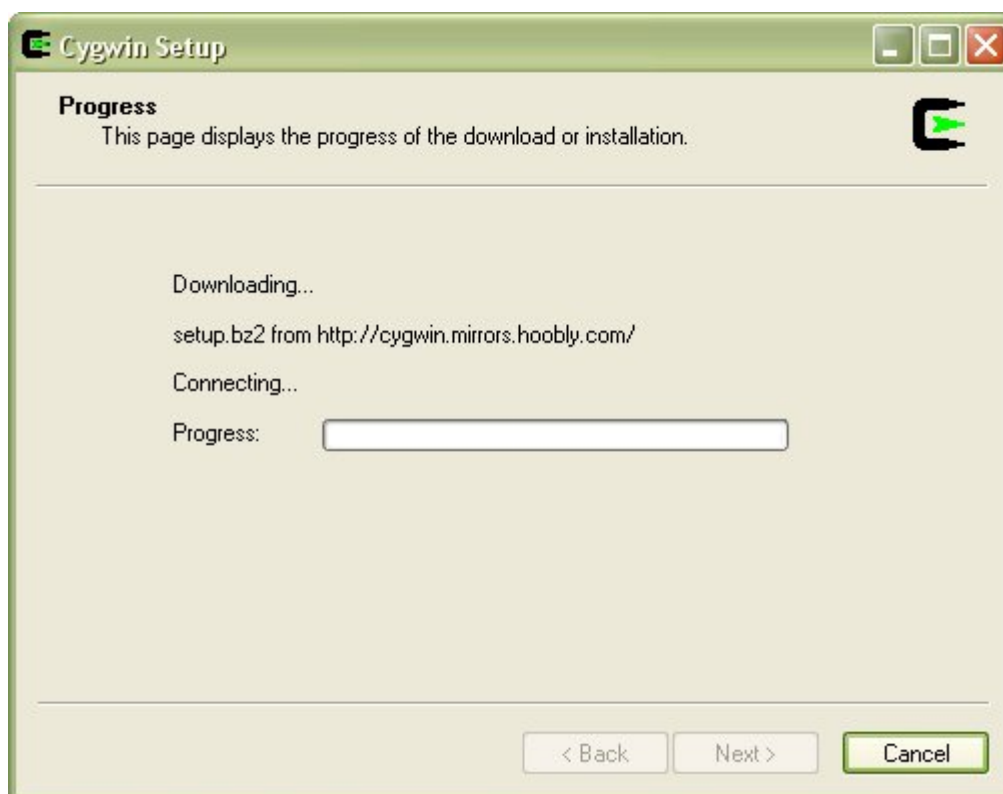 Cygwin Setup
Progress
This page displays the progress of the download or installation.
Downloading...
setup.bz2 from http://cygwin.mirrors.hoobly.com/
Connecting...
Progress:
< Back Next > Cancel